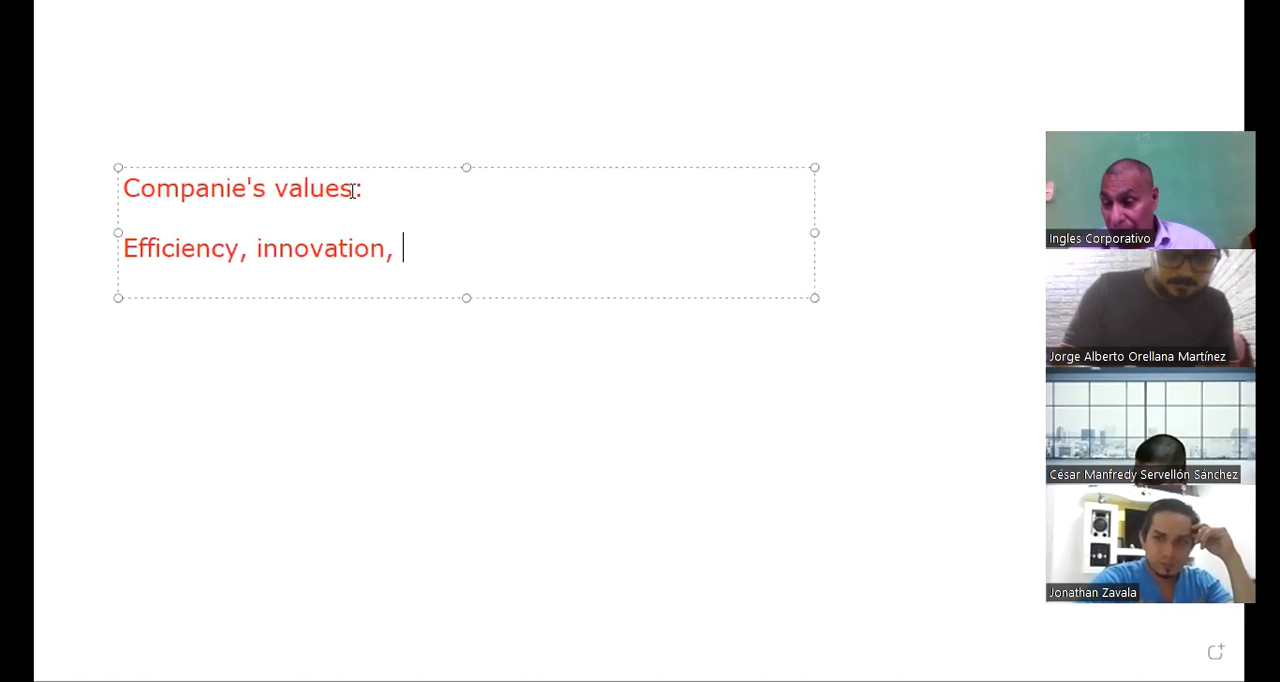 Companie's values:
Efficiency, innovation,
Ingles Corporativo
Jorge Alberto Orellana Martínez
César Manfredy Servellón Sánchez
Jonathan Zavala